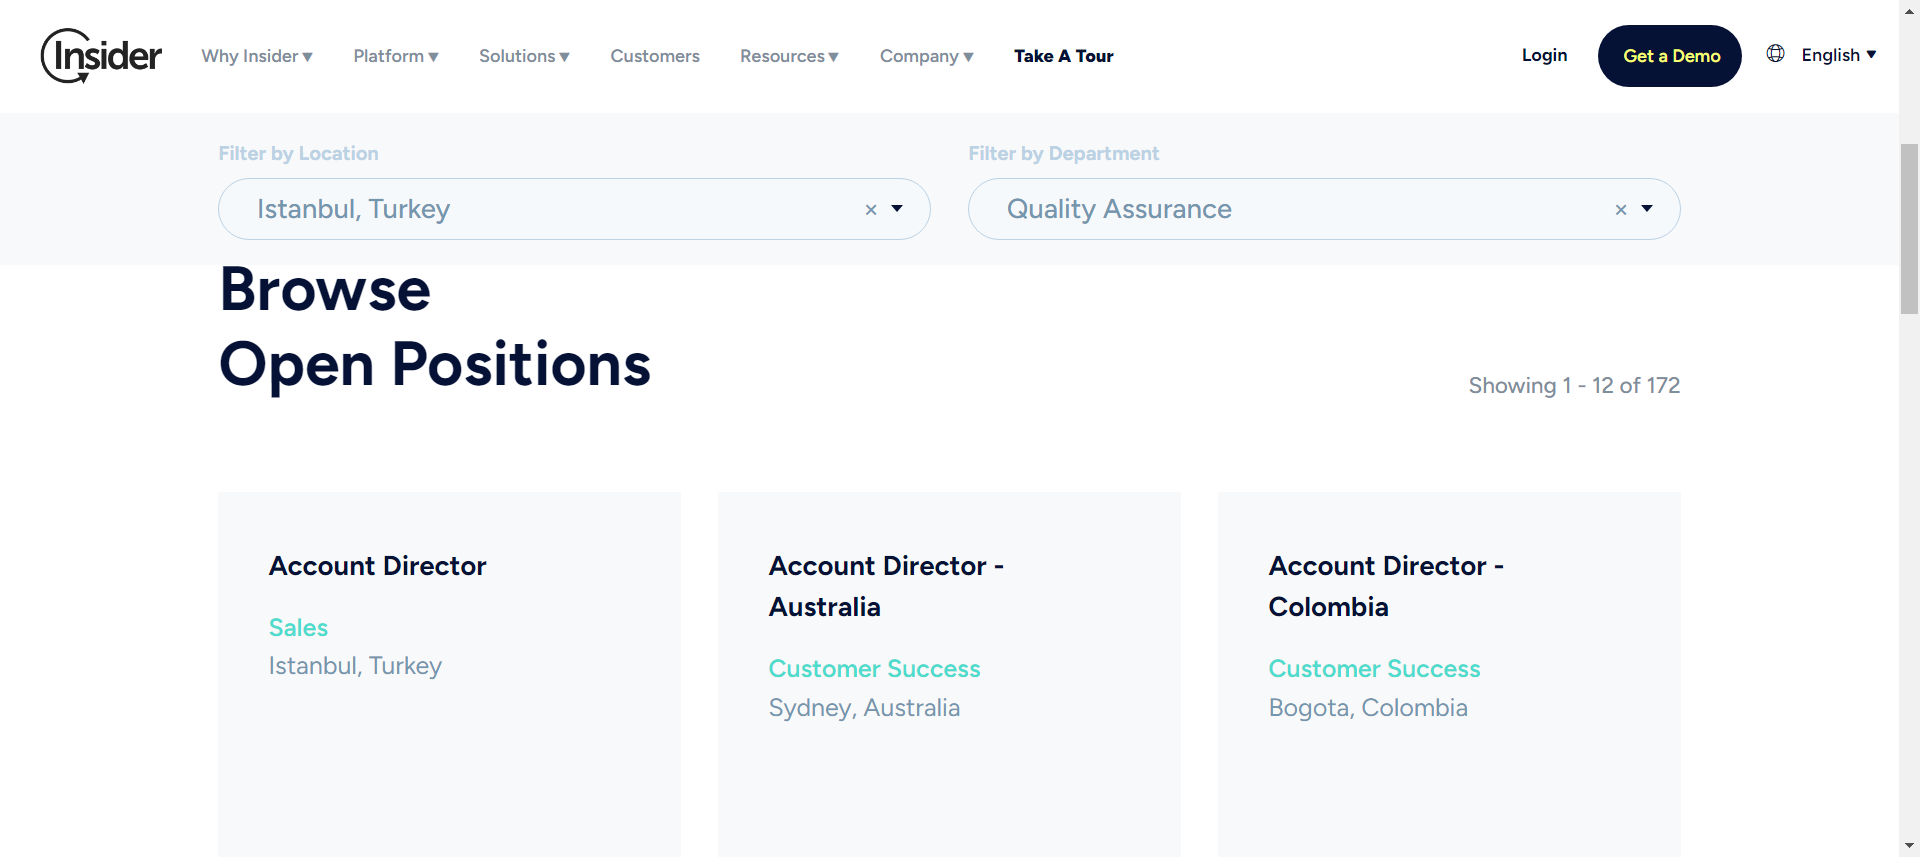 Insider
Why Insider ▼ Platform ▼ Solutions ▼ Customers Resources ▼ Company ▼ Take A Tour Login Get a Demo English ▼
Filter by Location Filter by Department
Istanbul, Turkey × Quality Assurance ×
Browse
Open Positions
Showing 1 - 12 of 172
Account Director
Sales
Istanbul, Turkey
Account Director -
Australia
Customer Success
Sydney, Australia
Account Director -
Colombia
Customer Success
Bogota, Colombia